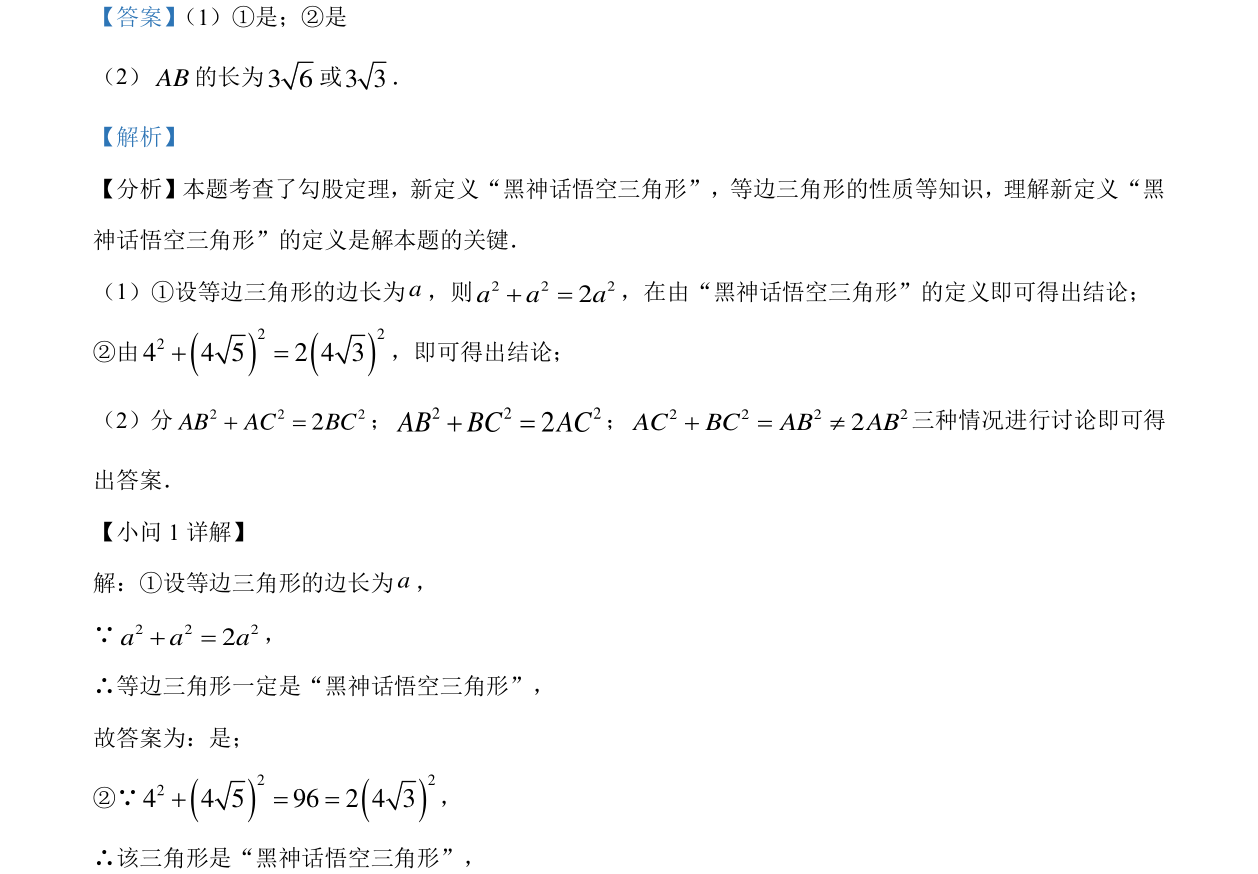 【答案】（1）①是；②是
（2）AB 的长为 3√6 或 3√3．
【解析】
【分析】本题考查了勾股定理，新定义“黑神话悟空三角形”，等边三角形的性质等知识，理解新定义“黑
神话悟空三角形”的定义是解本题的关键．
（1）①设等边三角形的边长为 a，则 a² + a² = 2a²，在由“黑神话悟空三角形”的定义即可得出结论；
②由 4² + (4√5)² = 2(4√3)²，即可得出结论；
（2）分 AB² + AC² = 2BC²；AB² + BC² = 2AC²；AC² + BC² = AB² ≠ 2AB² 三种情况进行讨论即可得
出答案．
【小问 1 详解】
解：①设等边三角形的边长为 a，
∵ a² + a² = 2a²，
∴等边三角形一定是“黑神话悟空三角形”，
故答案为：是；
②∵ 4² + (4√5)² = 96 = 2(4√3)²，
∴该三角形是“黑神话悟空三角形”，